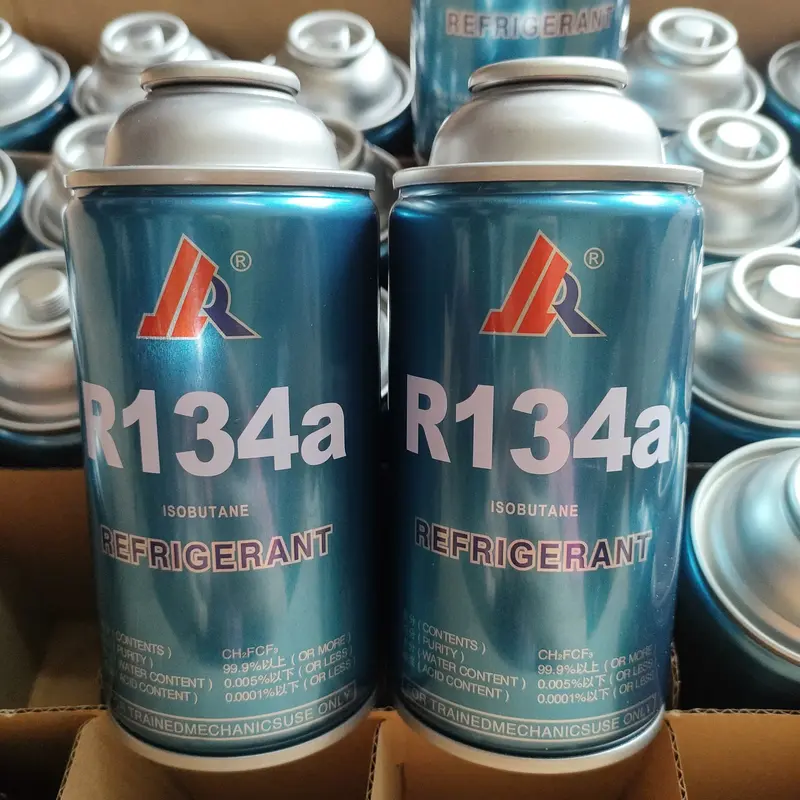 REFRIGERANT
®
R134a
ISOBUTANE
REFRIGERANT
(CONTENTS) CH₂FCF₃
(PURITY) 99.9%以上 (OR MORE)
(WATER CONTENT) 0.005%以下 (OR LESS)
(ACID CONTENT) 0.0001%以下 (OR LESS)
TRAINEDMECHANICSUSE ONLY
®
R134a
ISOBUTANE
REFRIGERANT
(CONTENTS) CH₂FCF₃
(PURITY) 99.9%以上 (OR MORE)
(WATER CONTENT) 0.005%以下 (OR LESS)
(ACID CONTENT) 0.0001%以下 (OR LESS)
OR TRAINEDMECHANICSUSE ONLY